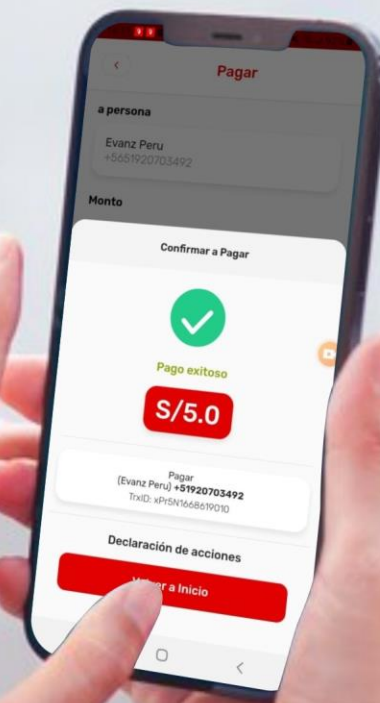 Pagar
a persona
Evanz Peru
+5651920703492
Monto
Confirmar a Pagar
Pago exitoso
S/5.0
Pagar
(Evanz Peru) +51920703492
TrxID: xPr5N1668619010
Declaración de acciones
a Inicio